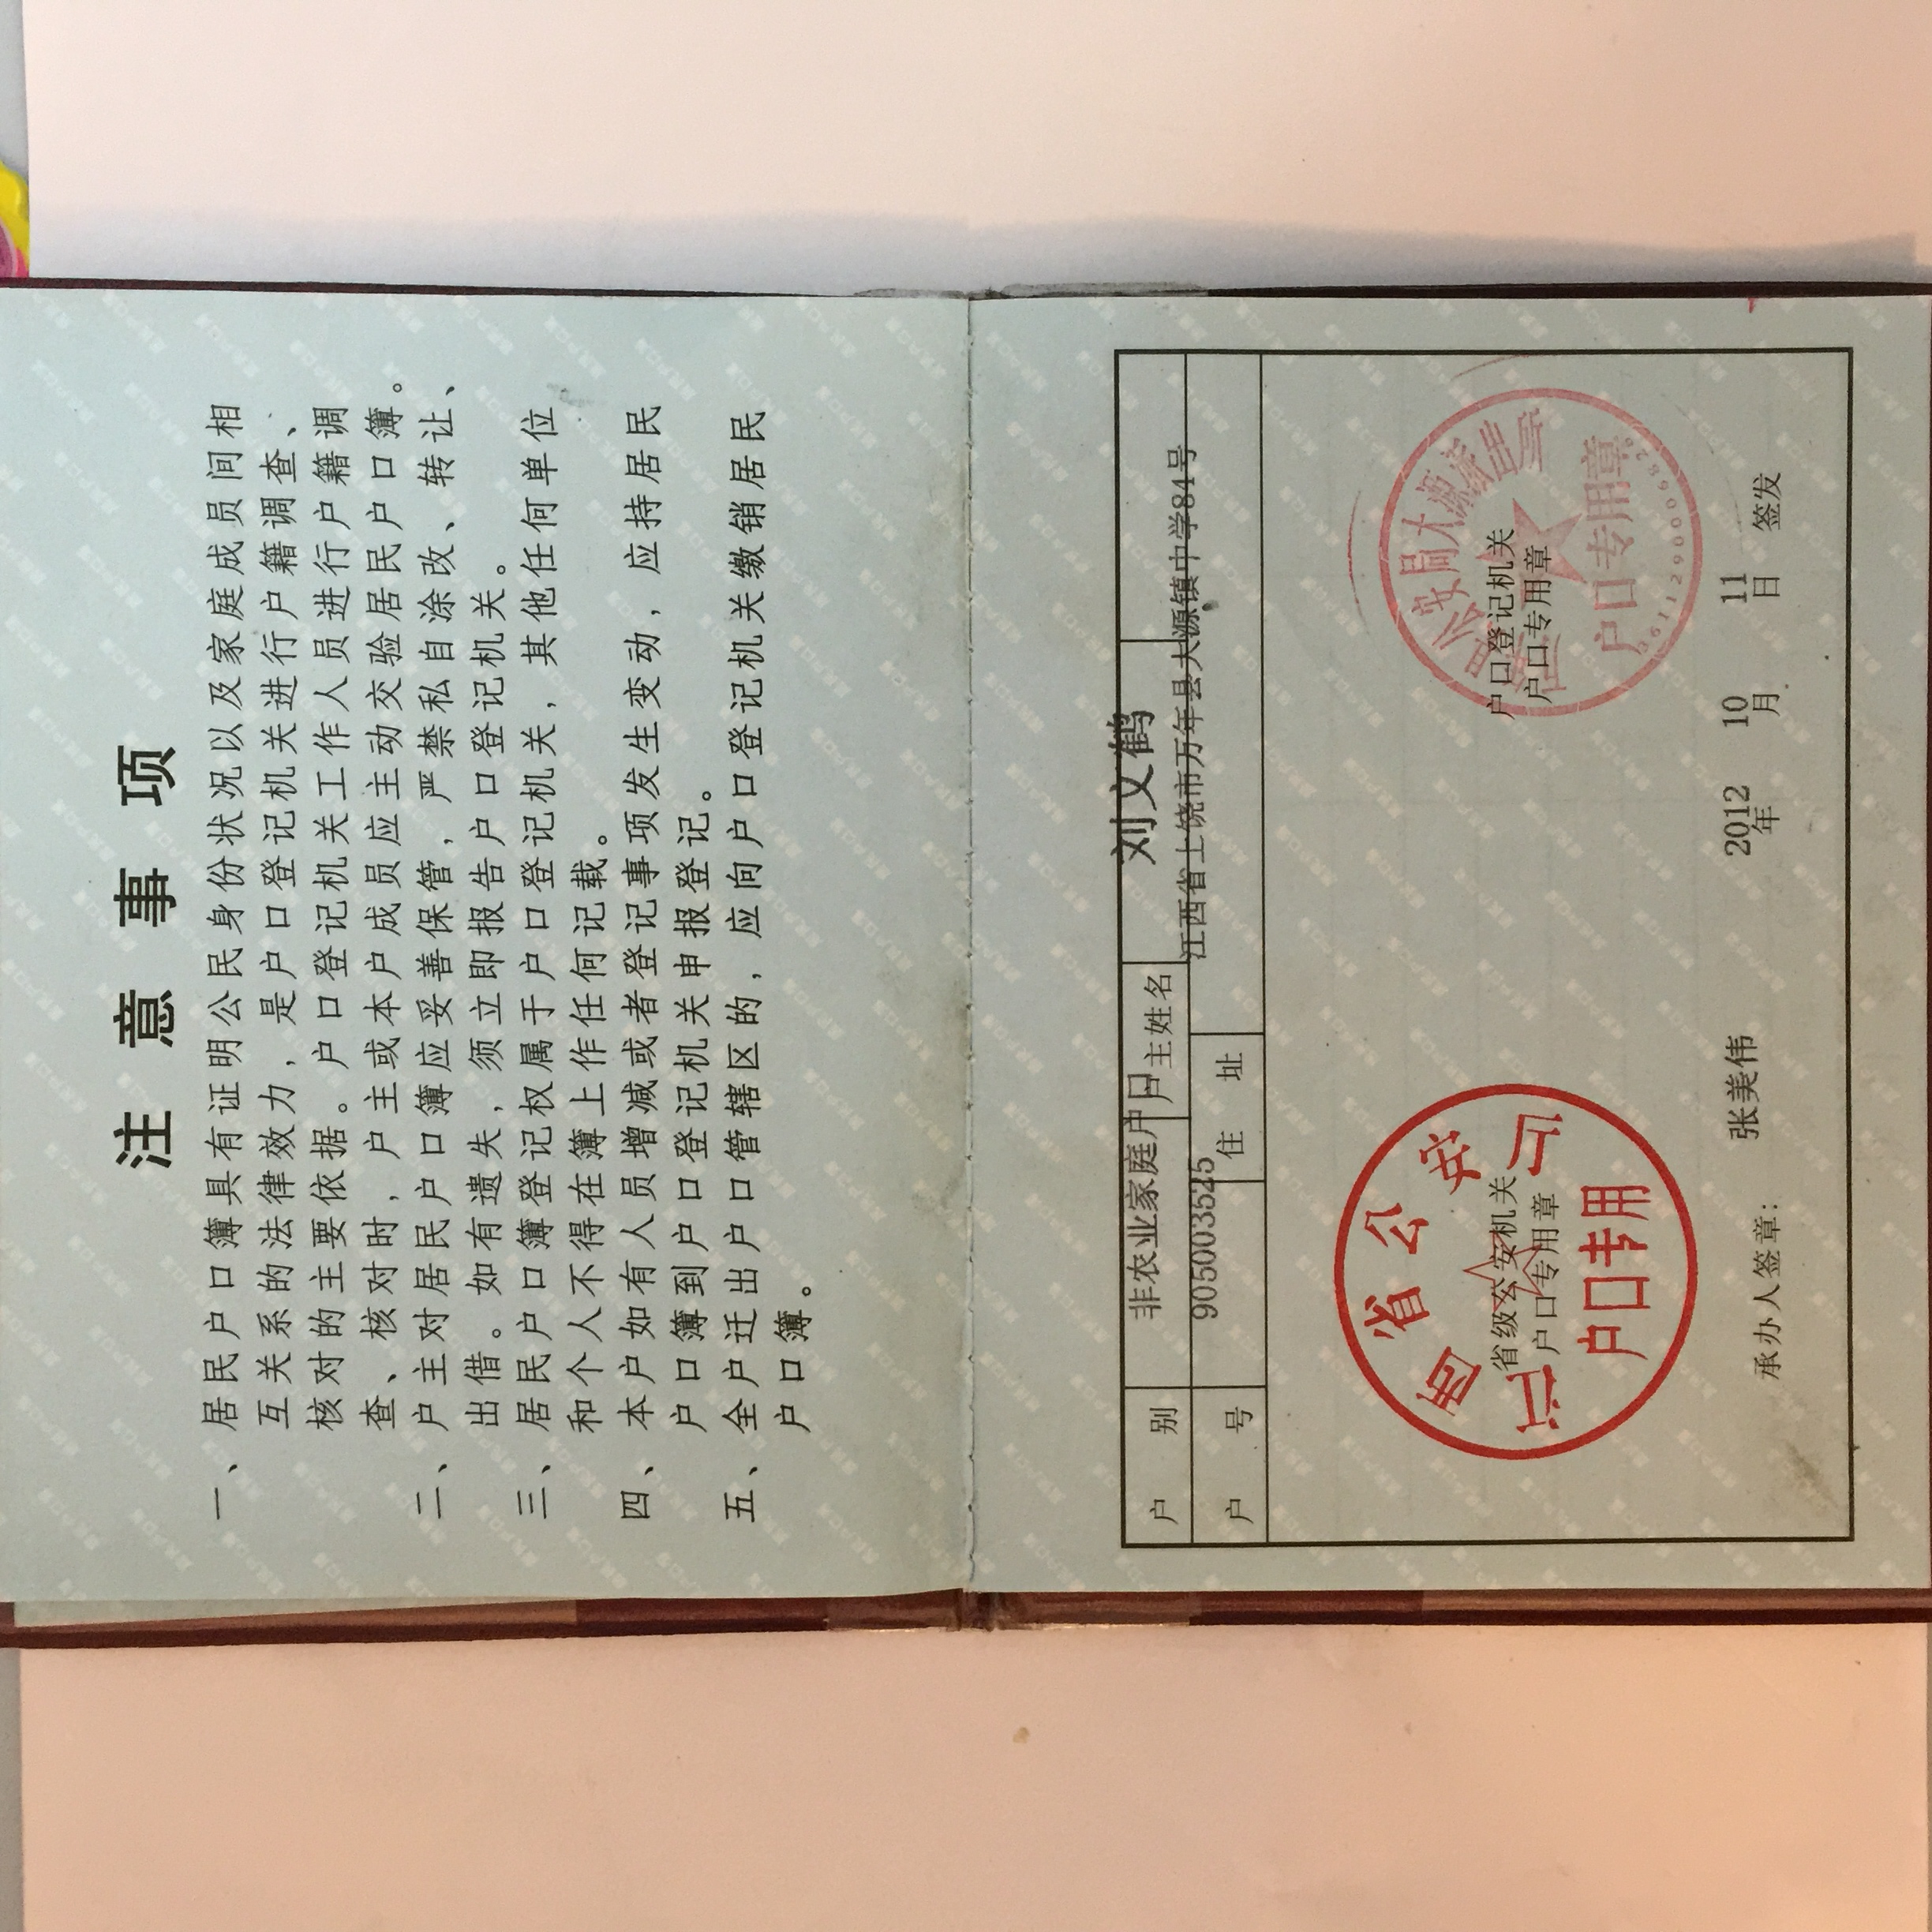 注意事项
一、居民户口簿具有证明公民身份状况以及家庭成员间相
互关系的法律效力，是户口登记机关进行户籍调查、
核对的主要依据。户口登记机关工作人员进行户籍调
查、核对时，户主或本户成员应主动交验居民户口簿。
二、户主对居民户口簿应妥善保管，严禁私自涂改、转让、
出借。如有遗失，须立即报告户口登记机关。
三、居民户口簿登记权属于户口登记机关，其他任何单位
和个人不得在簿上作任何记载。
四、本户如有人员增减或者登记事项发生变动，应持居民
户口簿到户口登记机关申报登记。
五、全户迁出户口管辖区的，应向户口登记机关缴销居民
户口簿。
户别 非农业家庭户口 户主姓名 刘文鹤
户号 905003525 住址 江西省上饶市万年县大源镇中学84号
江西省公安厅
省级公安机关
户口专用章
户口专用
万年县公安局大源派出所
户口登记机关
户口专用章
户口专用章
3611290006826
承办人签章： 张美伟 2012年 10月 11日 签发